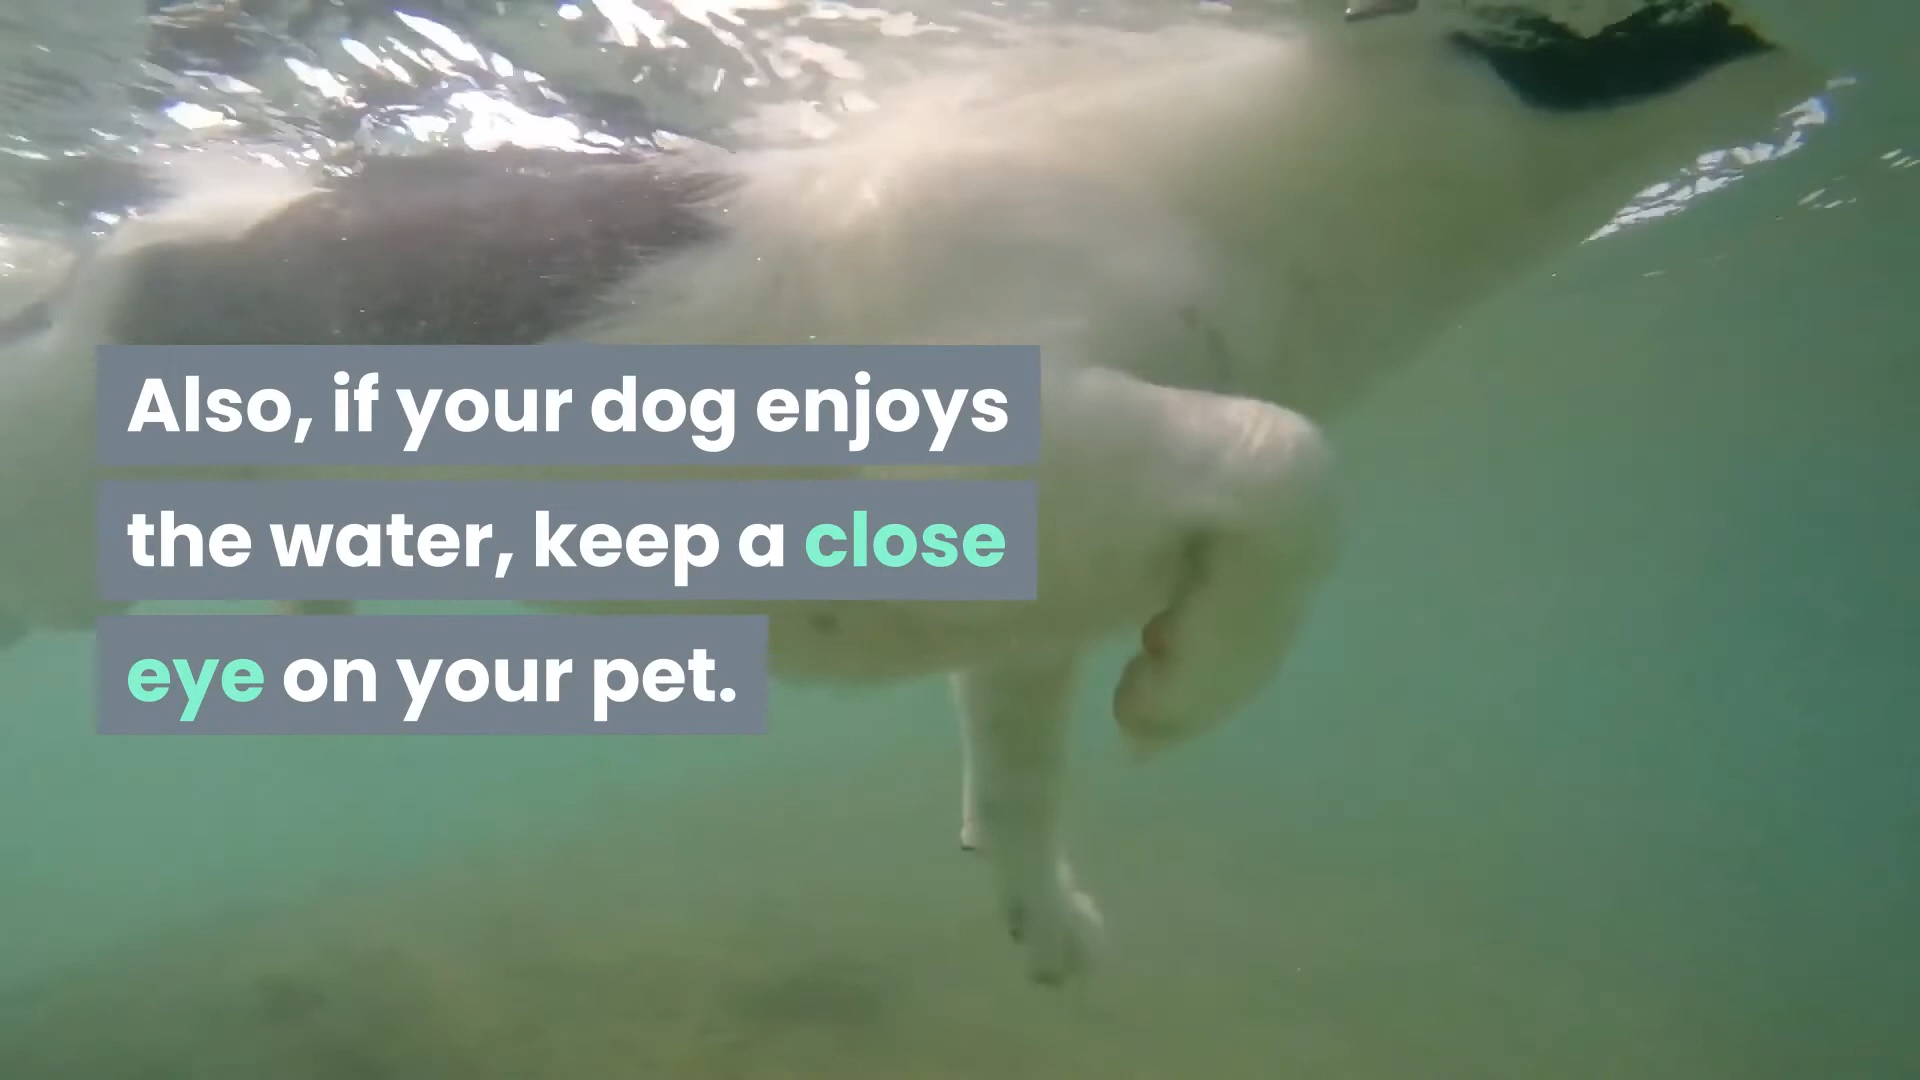 Also, if your dog enjoys
the water, keep a close
eye on your pet.